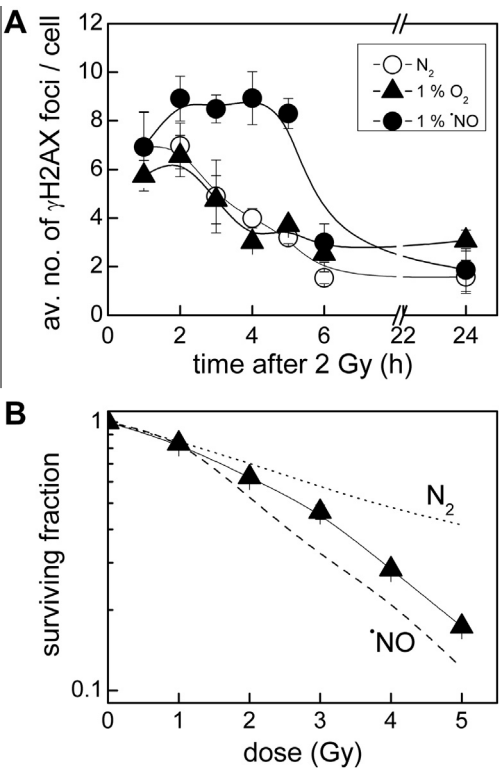 A
av. no. of γH2AX foci / cell
12
10
8
6
4
2
0
N2
1 % O2
1 % •NO
0
2
4
6
22
24
time after 2 Gy (h)
B
surviving fraction
1
0.1
N2
•NO
0
1
2
3
4
5
dose (Gy)